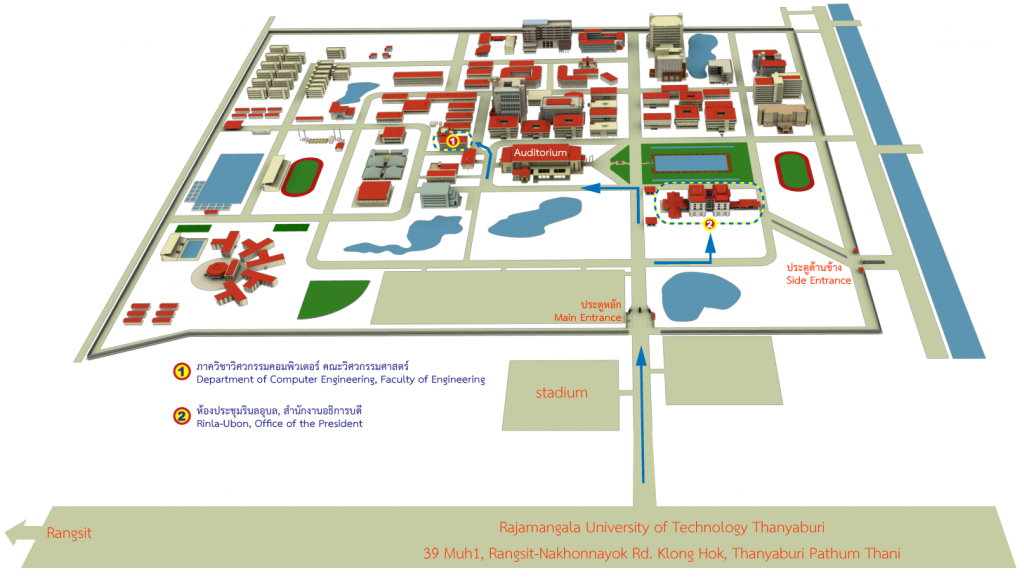 Auditorium
1
2
ประตูด้านข้าง
Side Entrance
ประตูหลัก
Main Entrance
1 ภาควิชาวิศวกรรมคอมพิวเตอร์ คณะวิศวกรรมศาสตร์
Department of Computer Engineering, Faculty of Engineering
2 ห้องประชุมรินลอุบล, สำนักงานอธิการบดี
Rinla-Ubon, Office of the President
stadium
Rangsit
Rajamangala University of Technology Thanyaburi
39 Muh1, Rangsit-Nakhonnayok Rd. Klong Hok, Thanyaburi Pathum Thani